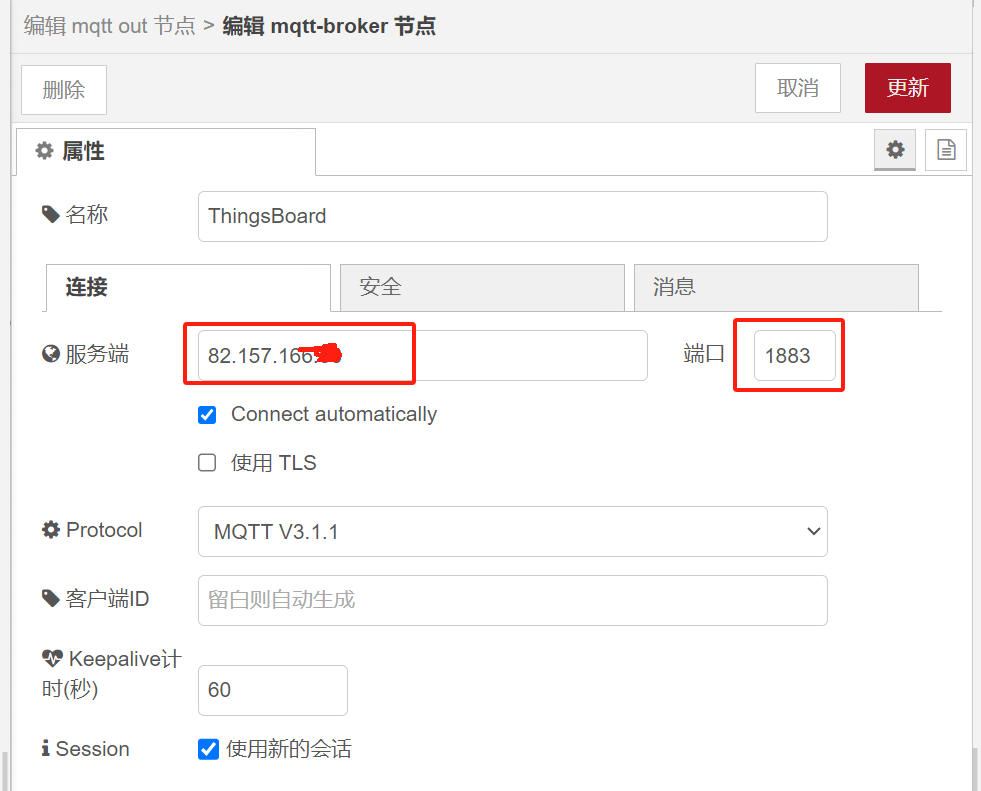 编辑 mqtt out 节点 > 编辑 mqtt-broker 节点
删除 取消 更新
属性
名称 ThingsBoard
连接 安全 消息
服务端 82.157.166. 端口 1883
Connect automatically
使用 TLS
Protocol MQTT V3.1.1
客户端ID 留白则自动生成
Keepalive计
时(秒) 60
Session 使用新的会话